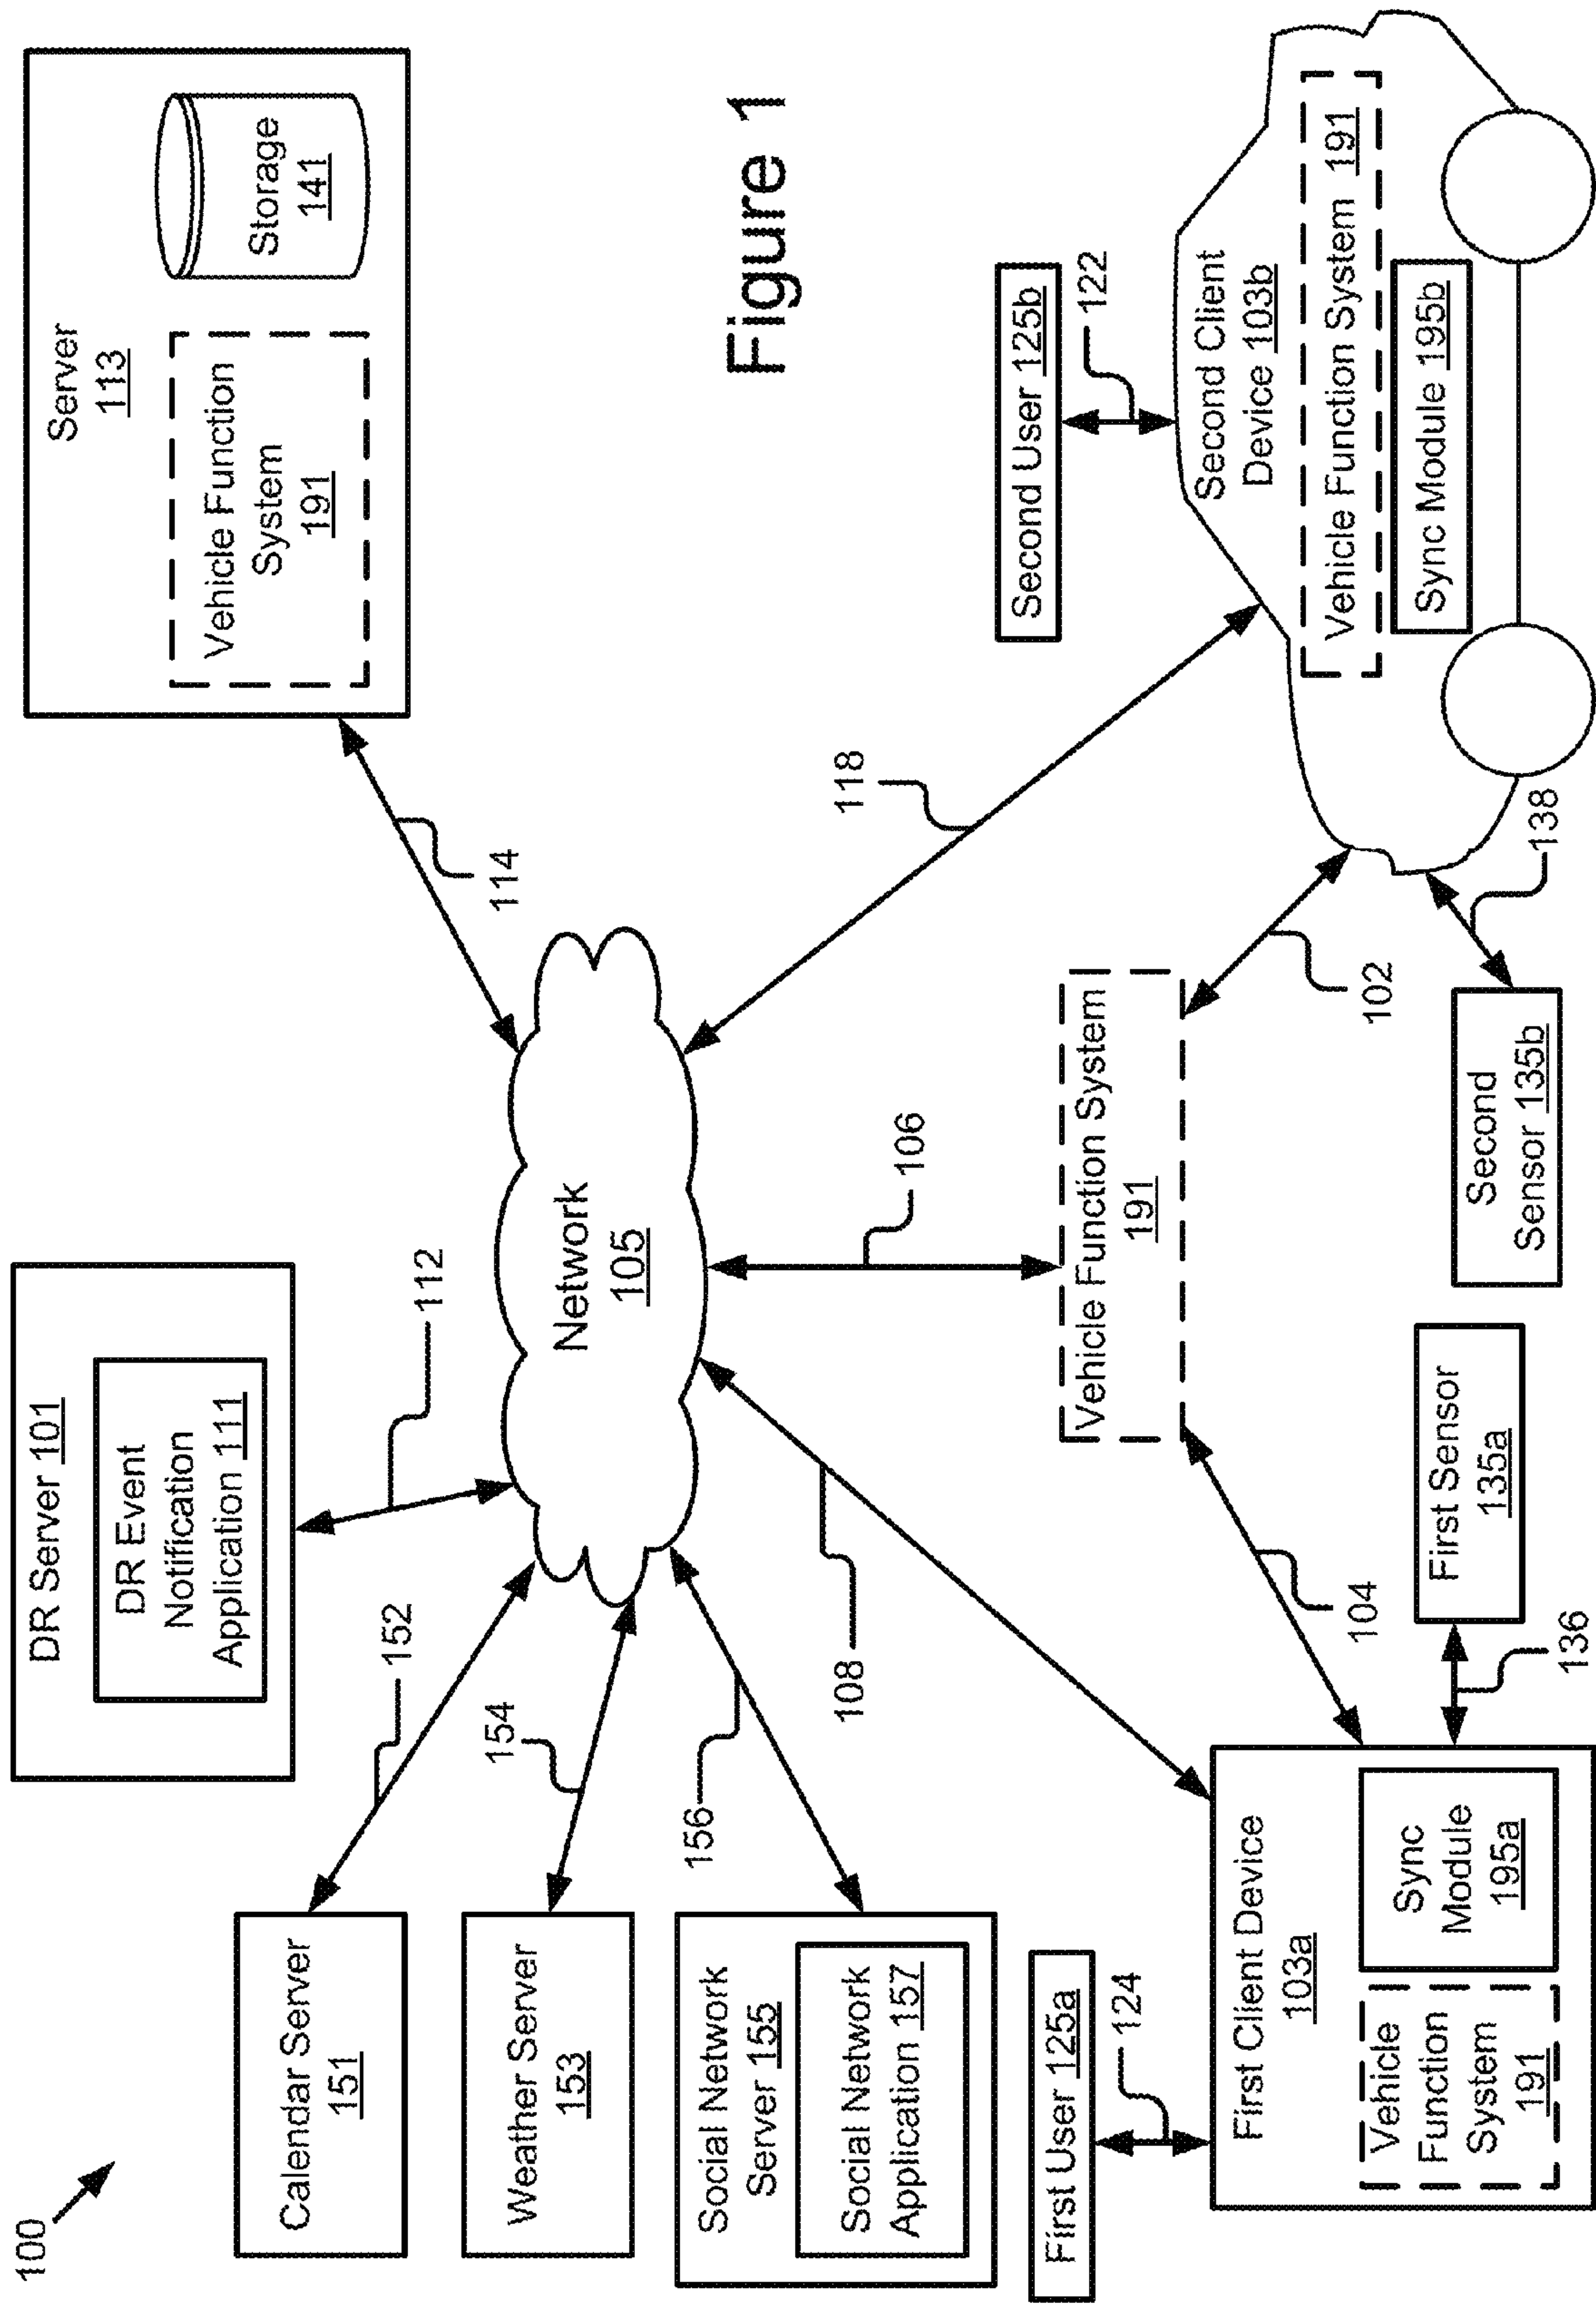 100
DR Server 101
DR Event
Notification
Application 111
Server
113
Vehicle Function
System
191
Storage
141
Calendar Server
151
152
112
114
Weather Server
153
154
Network
105
Social Network
Server 155
Social Network
Application 157
156
Figure 1
108
106
118
First User 125a
124
Second User 125b
122
Vehicle Function System
191
104
102
First Client Device
103a
Vehicle
Function
System
191
Sync
Module
195a
136
First Sensor
135a
Second
Sensor 135b
138
Second Client
Device 103b
Vehicle Function System 191
Sync Module 195b